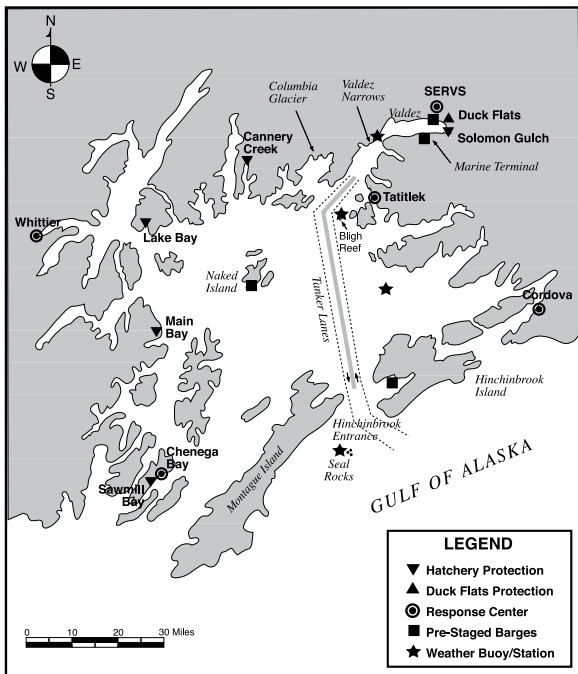 N
W E
S
Columbia
Glacier
Valdez
Narrows
SERVS
Valdez
Duck Flats
Solomon Gulch
Marine Terminal
Cannery
Creek
Tatitlek
Whittier
Lake Bay
Bligh
Reef
Naked
Island
Tanker Lanes
Cordova
Main
Bay
Hinchinbrook
Island
Hinchinbrook
Entrance
Seal
Rocks
Chenega
Bay
Sawmill
Bay
Montague Island
GULF OF ALASKA
LEGEND
Hatchery Protection
Duck Flats Protection
Response Center
Pre-Staged Barges
Weather Buoy/Station
0 10 20 30 Miles